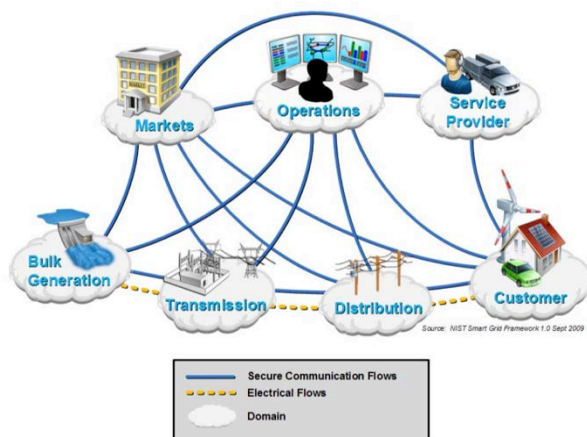 Markets
Operations
Service
Provider
Bulk
Generation
Transmission
Distribution
Customer
Source: NIST Smart Grid Framework 1.0 Sept 2009
Secure Communication Flows
Electrical Flows
Domain